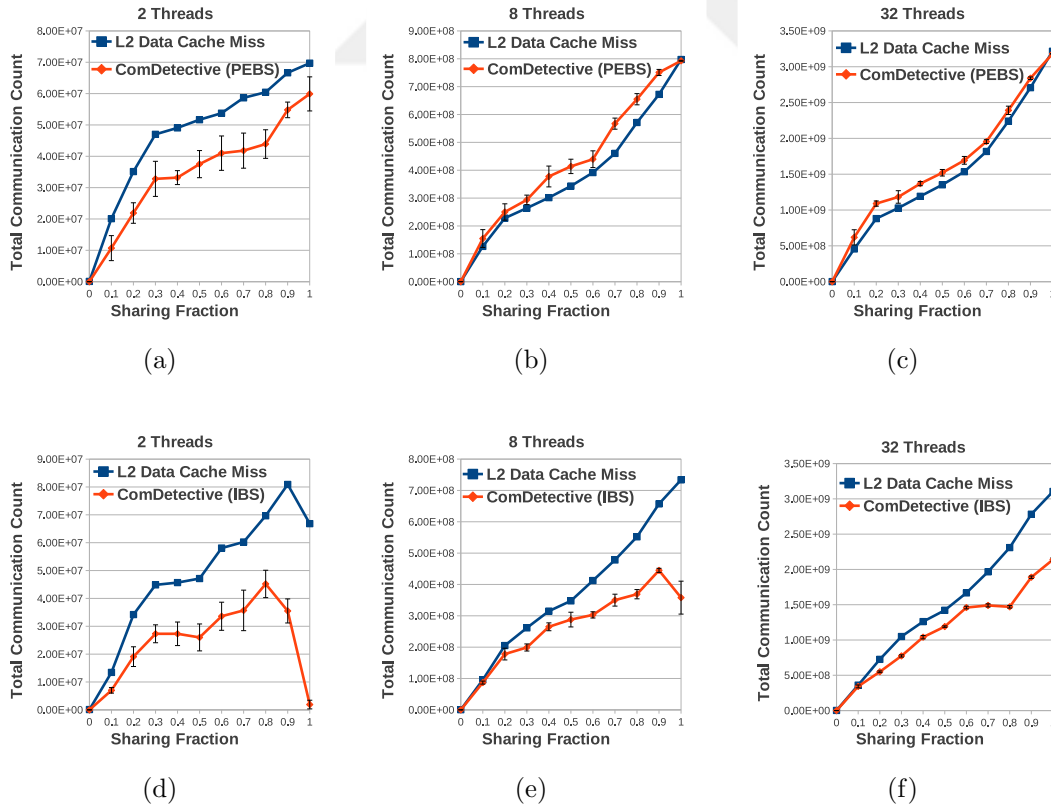 2 Threads
8.00E+07
7.00E+07
6.00E+07
5.00E+07
4.00E+07
3.00E+07
2.00E+07
1.00E+07
0.00E+00
Total Communication Count
L2 Data Cache Miss
ComDetective (PEBS)
0 0.1 0.2 0.3 0.4 0.5 0.6 0.7 0.8 0.9 1
Sharing Fraction
(a)
8 Threads
9.00E+08
8.00E+08
7.00E+08
6.00E+08
5.00E+08
4.00E+08
3.00E+08
2.00E+08
1.00E+08
0.00E+00
Total Communication Count
L2 Data Cache Miss
ComDetective (PEBS)
0 0.1 0.2 0.3 0.4 0.5 0.6 0.7 0.8 0.9 1
Sharing Fraction
(b)
32 Threads
3.50E+09
3.00E+09
2.50E+09
2.00E+09
1.50E+09
1.00E+09
5.00E+08
0.00E+00
Total Communication Count
L2 Data Cache Miss
ComDetective (PEBS)
0 0.1 0.2 0.3 0.4 0.5 0.6 0.7 0.8 0.9
Sharing Fraction
(c)
2 Threads
9.00E+07
8.00E+07
7.00E+07
6.00E+07
5.00E+07
4.00E+07
3.00E+07
2.00E+07
1.00E+07
0.00E+00
Total Communication Count
L2 Data Cache Miss
ComDetective (IBS)
0 0.1 0.2 0.3 0.4 0.5 0.6 0.7 0.8 0.9 1
Sharing Fraction
(d)
8 Threads
8.00E+08
7.00E+08
6.00E+08
5.00E+08
4.00E+08
3.00E+08
2.00E+08
1.00E+08
0.00E+00
Total Communication Count
L2 Data Cache Miss
ComDetective (IBS)
0 0.1 0.2 0.3 0.4 0.5 0.6 0.7 0.8 0.9 1
Sharing Fraction
(e)
32 Threads
3.50E+09
3.00E+09
2.50E+09
2.00E+09
1.50E+09
1.00E+09
5.00E+08
0.00E+00
Total Communication Count
L2 Data Cache Miss
ComDetective (IBS)
0 0.1 0.2 0.3 0.4 0.5 0.6 0.7 0.8 0.9
Sharing Fraction
(f)